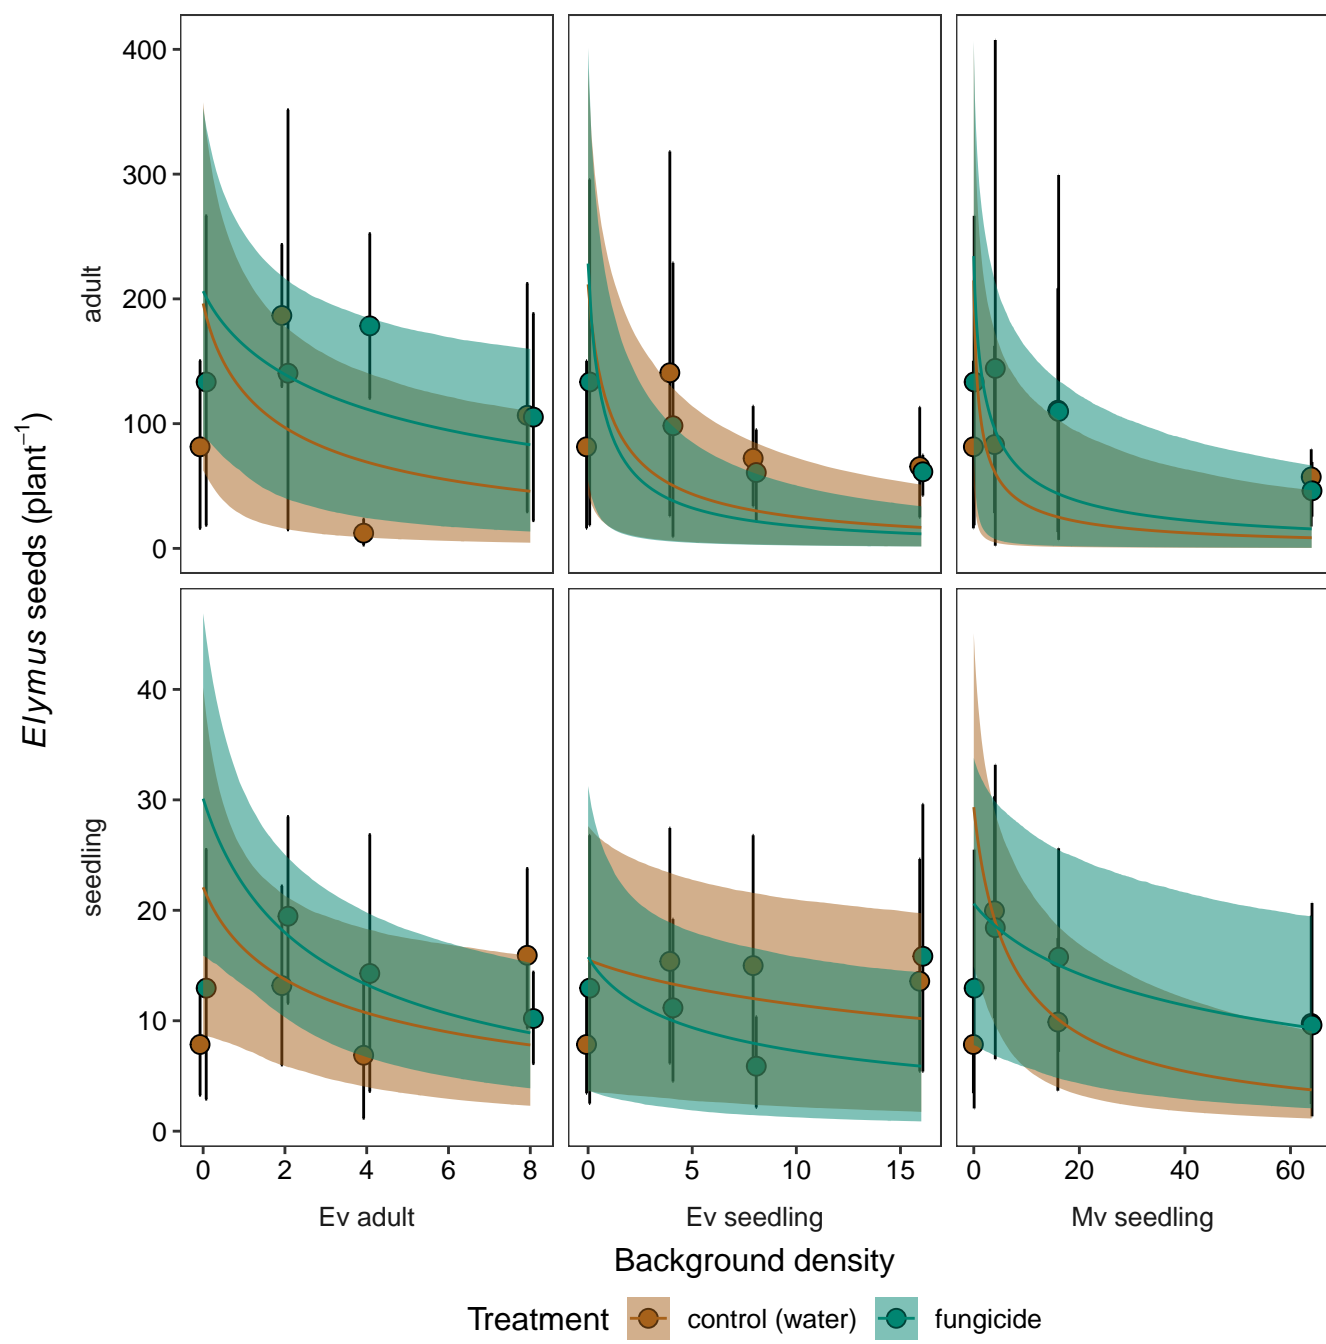 400
300
200
100
0
adult
Elymus seeds (plant⁻¹)
40
30
20
10
0
seedling
0 2 4 6 8
0 5 10 15
0 20 40 60
Ev adult
Ev seedling
Mv seedling
Background density
Treatment control (water) fungicide